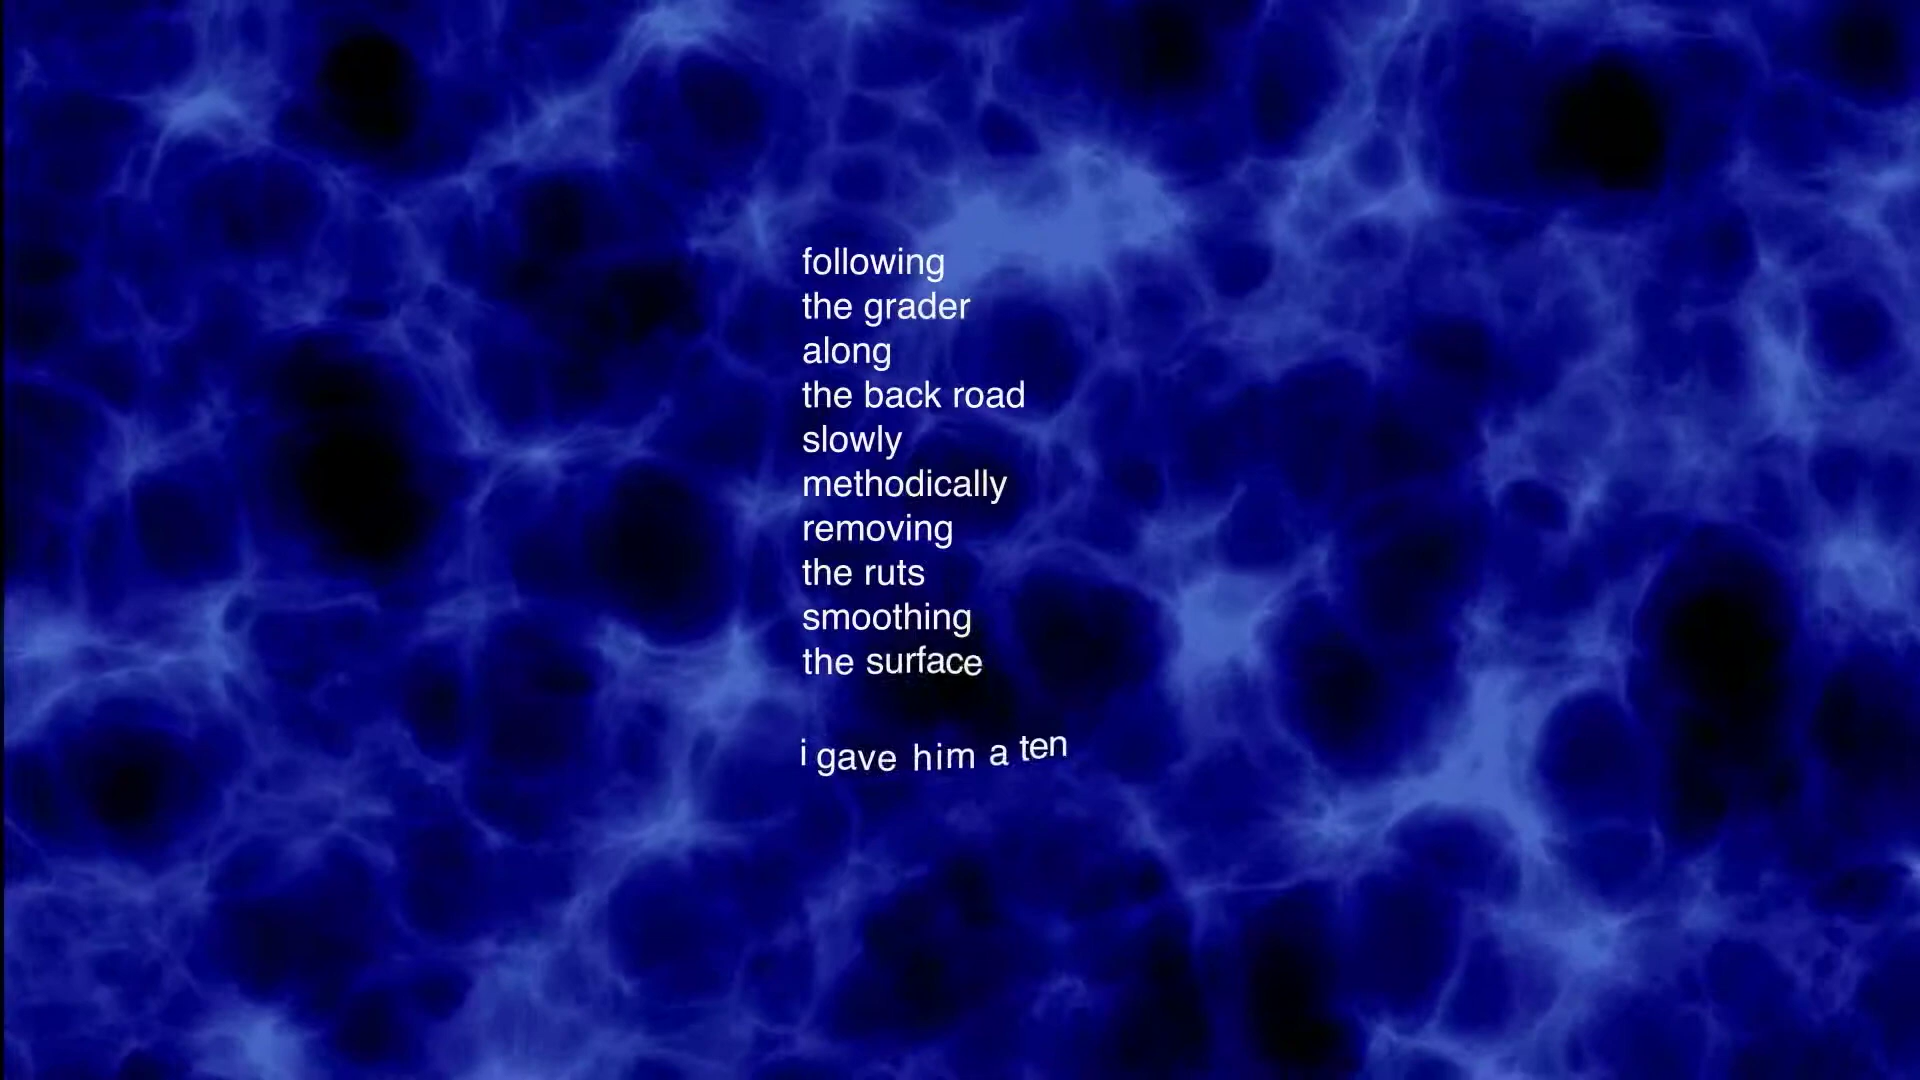 following
the grader
along
the back road
slowly
methodically
removing
the ruts
smoothing
the surface
i gave him a ten